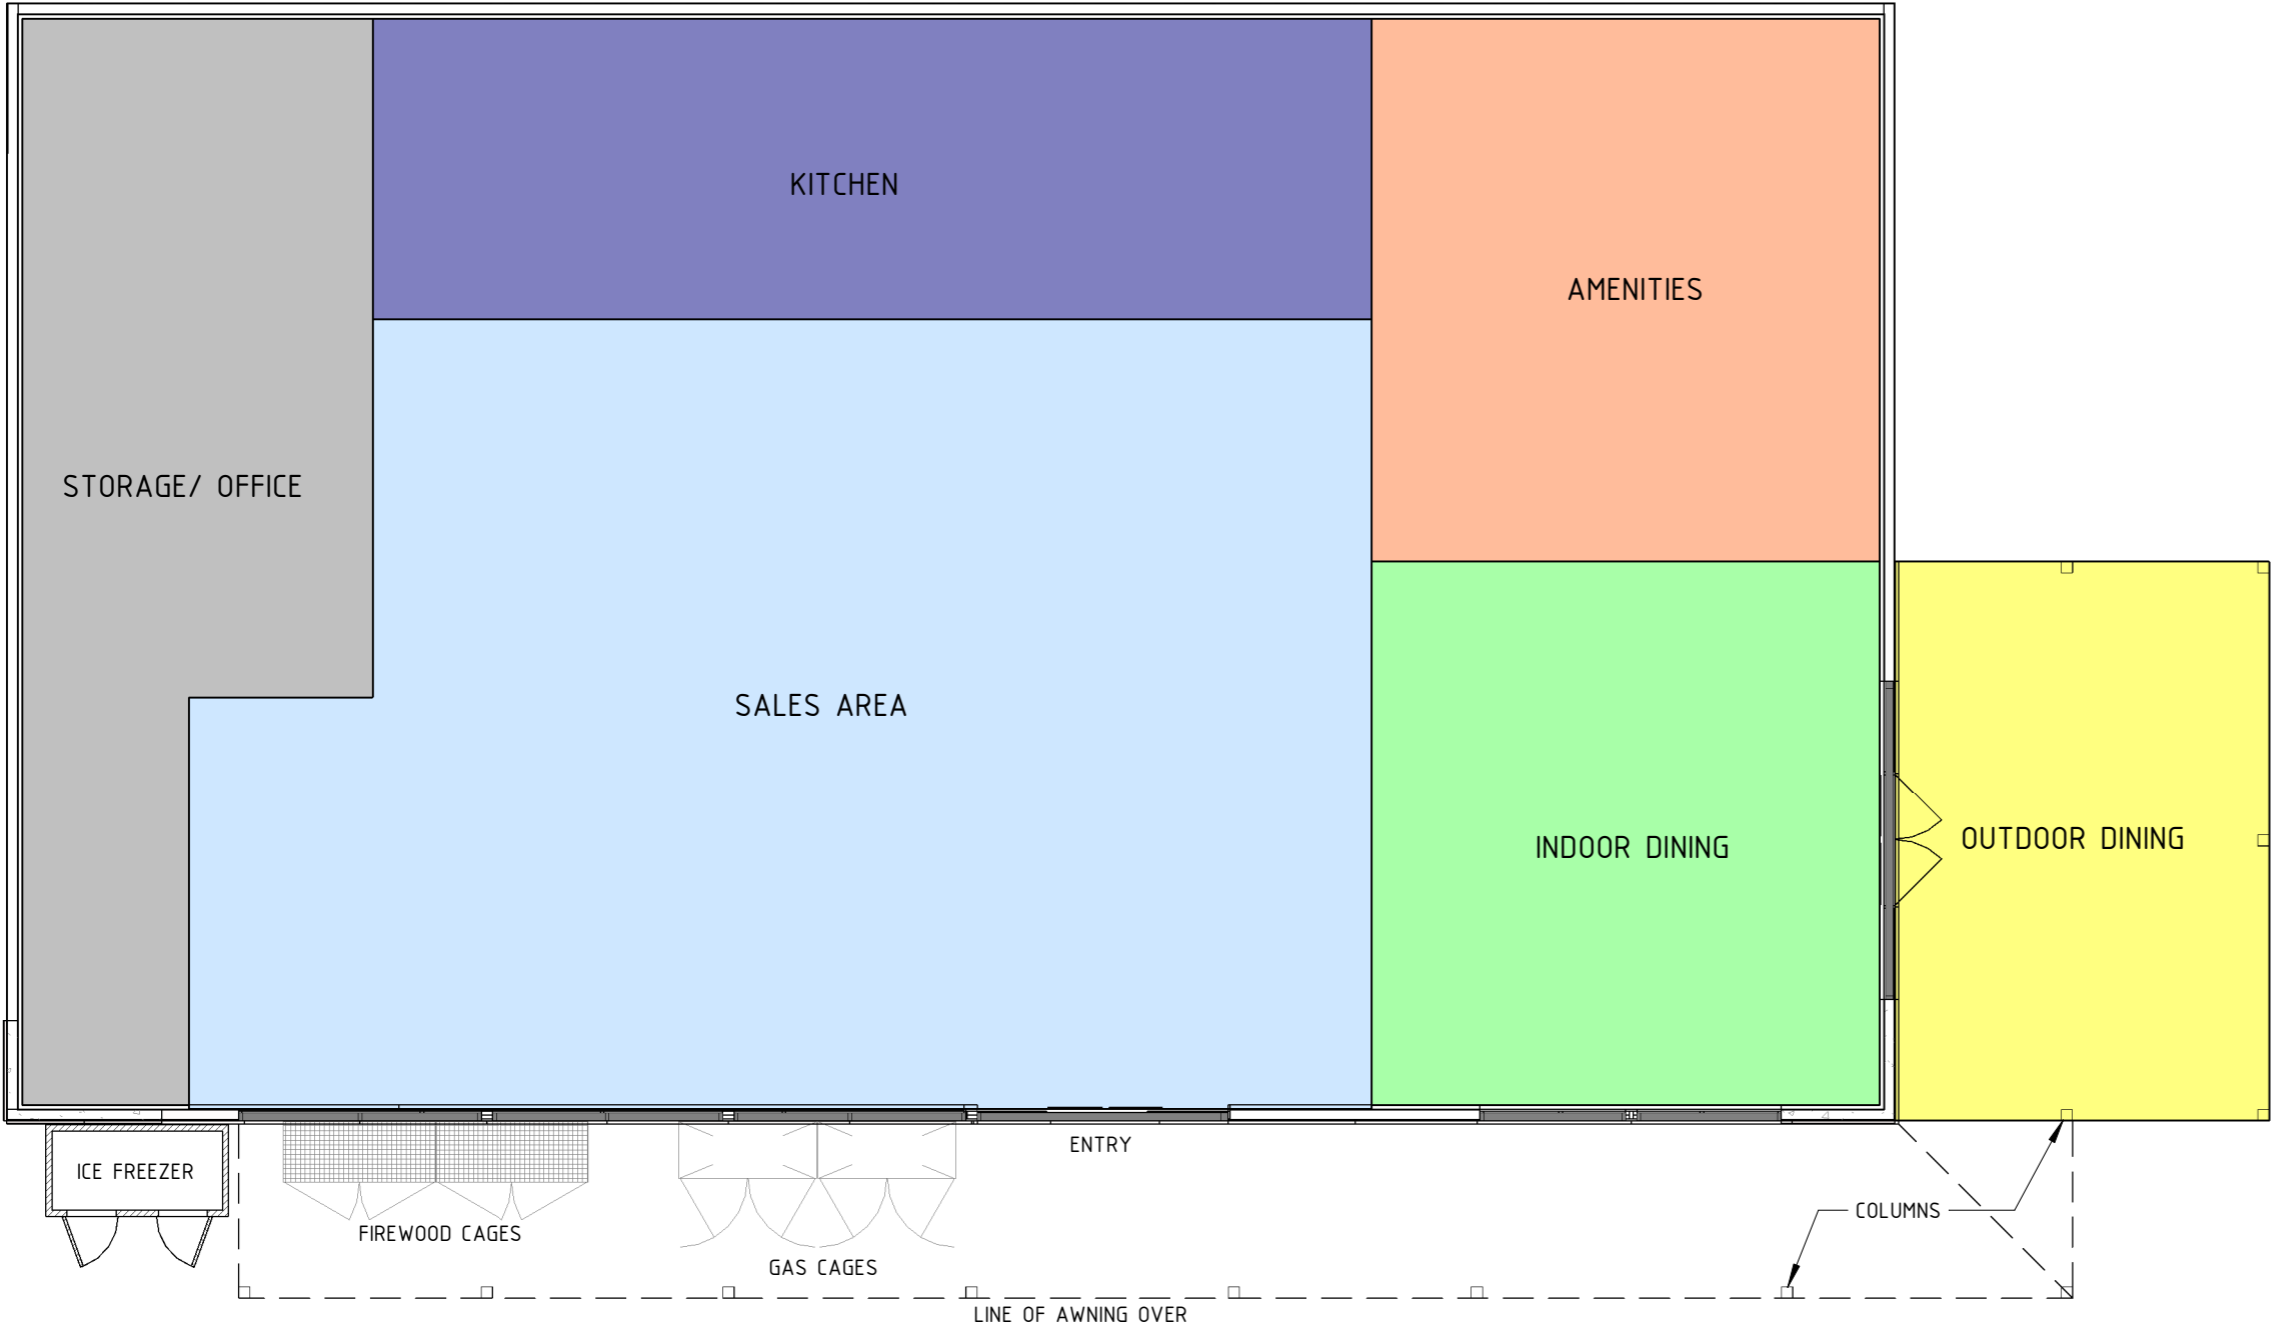 KITCHEN
AMENITIES
STORAGE/ OFFICE
SALES AREA
INDOOR DINING
OUTDOOR DINING
ENTRY
ICE FREEZER
FIREWOOD CAGES
GAS CAGES
COLUMNS
LINE OF AWNING OVER